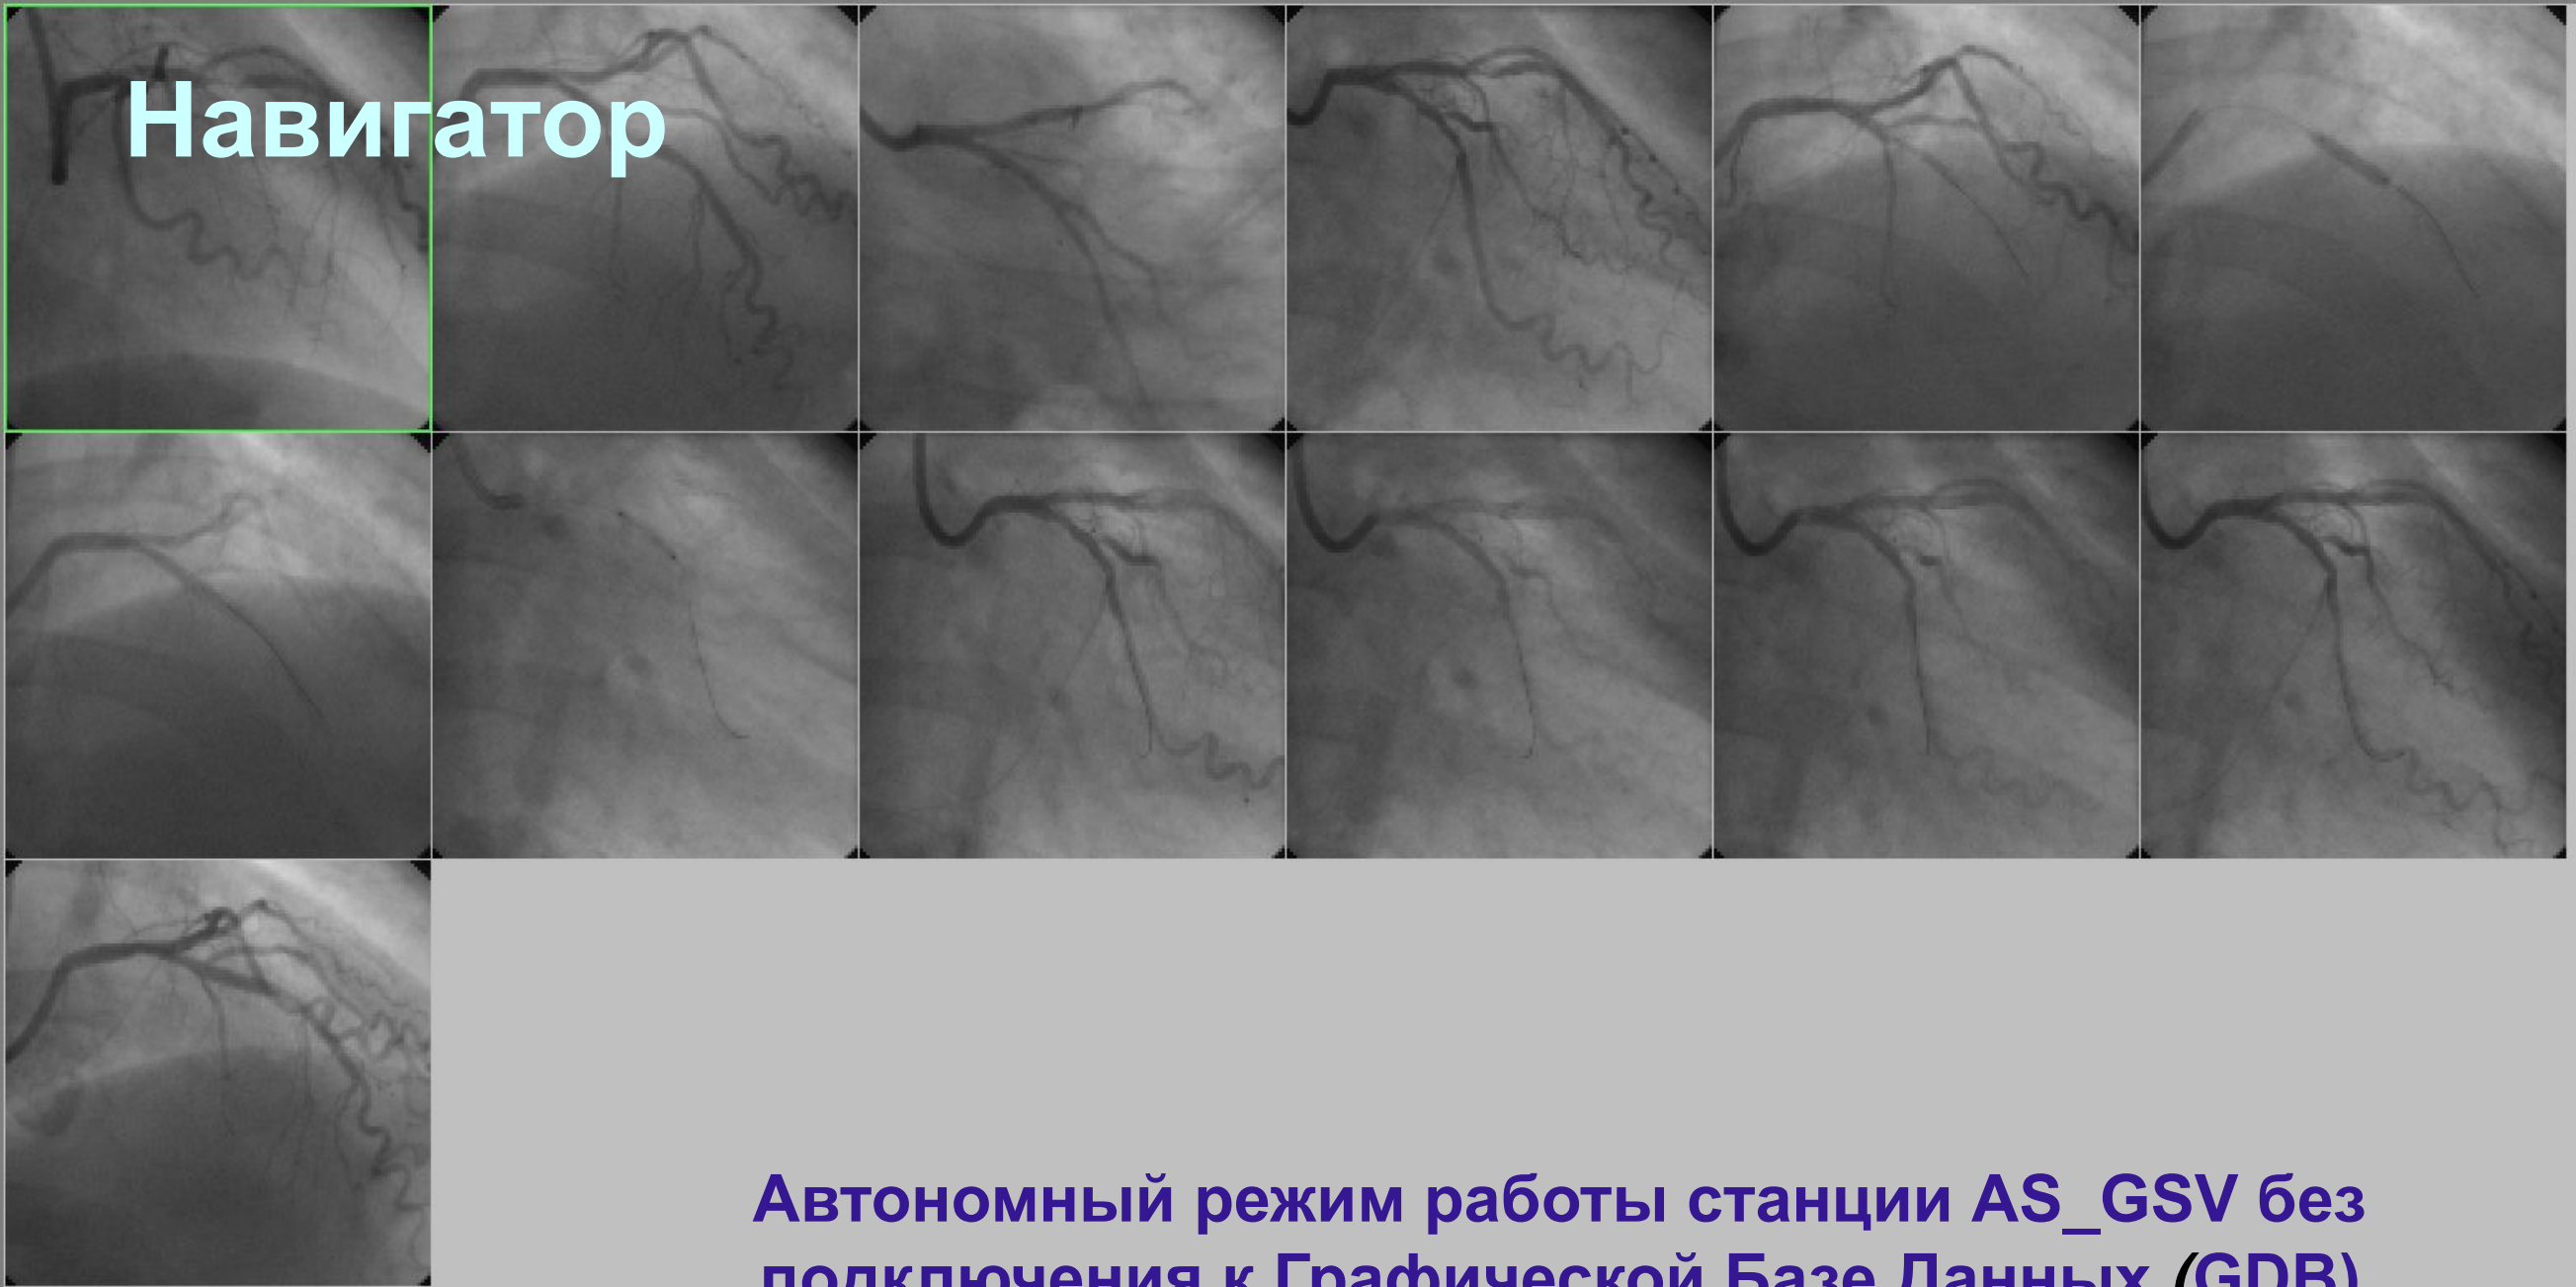 Навигатор
Автономный режим работы станции AS_GSV без
подключения к Графической Базе Данных (GDB)